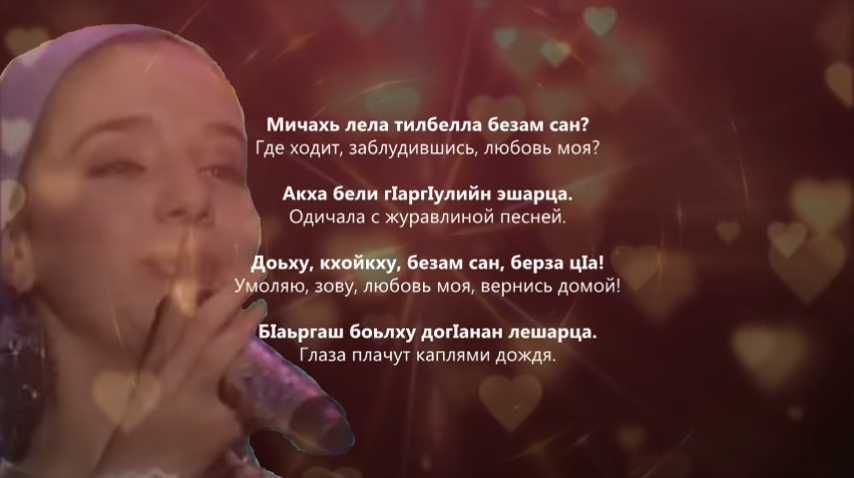 Мичахь лела тилбелла безам сан?
Где ходит, заблудившись, любовь моя?
Акха бели гӀаргӀулийн эшарца.
Одичала с журавлиной песней.
Доьху, кхойкху, безам сан, берза цӀа!
Умоляю, зову, любовь моя, вернись домой!
БӀаьргаш боьлху догӀанан лешарца.
Глаза плачут каплями дождя.